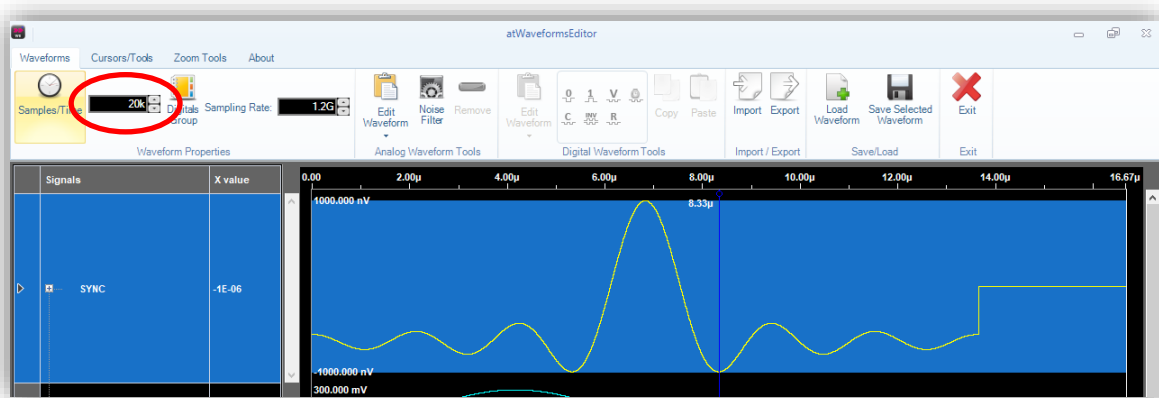 atWaveformsEditor
Waveforms Cursors/Tools Zoom Tools About
Samples/Time 20k Digitals Group Sampling Rate: 1.2G
Edit Waveform Noise Filter Remove
Edit Waveform 0 1 V C INV R Copy Paste
Import Export Load Waveform Save Selected Waveform Exit
Waveform Properties Analog Waveform Tools Digital Waveform Tools Import / Export Save/Load Exit
Signals X value 0.00 2.00µ 4.00µ 6.00µ 8.00µ 10.00µ 12.00µ 14.00µ 16.67µ
1000.000 nV 8.33µ
SYNC -1E-06
-1000.000 nV
300.000 mV